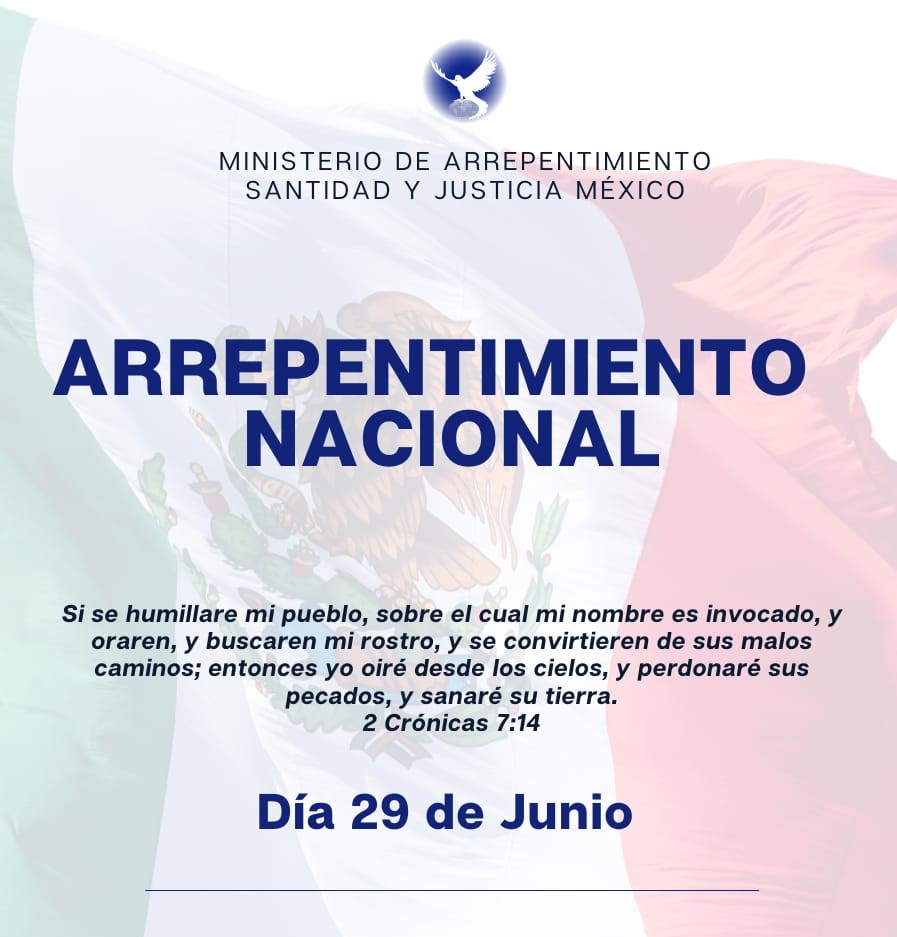 MINISTERIO DE ARREPENTIMIENTO
SANTIDAD Y JUSTICIA MÉXICO
ARREPENTIMIENTO
NACIONAL
Si se humillare mi pueblo, sobre el cual mi nombre es invocado, y
oraren, y buscaren mi rostro, y se convirtieren de sus malos
caminos; entonces yo oiré desde los cielos, y perdonaré sus
pecados, y sanaré su tierra.
2 Crónicas 7:14
Día 29 de Junio